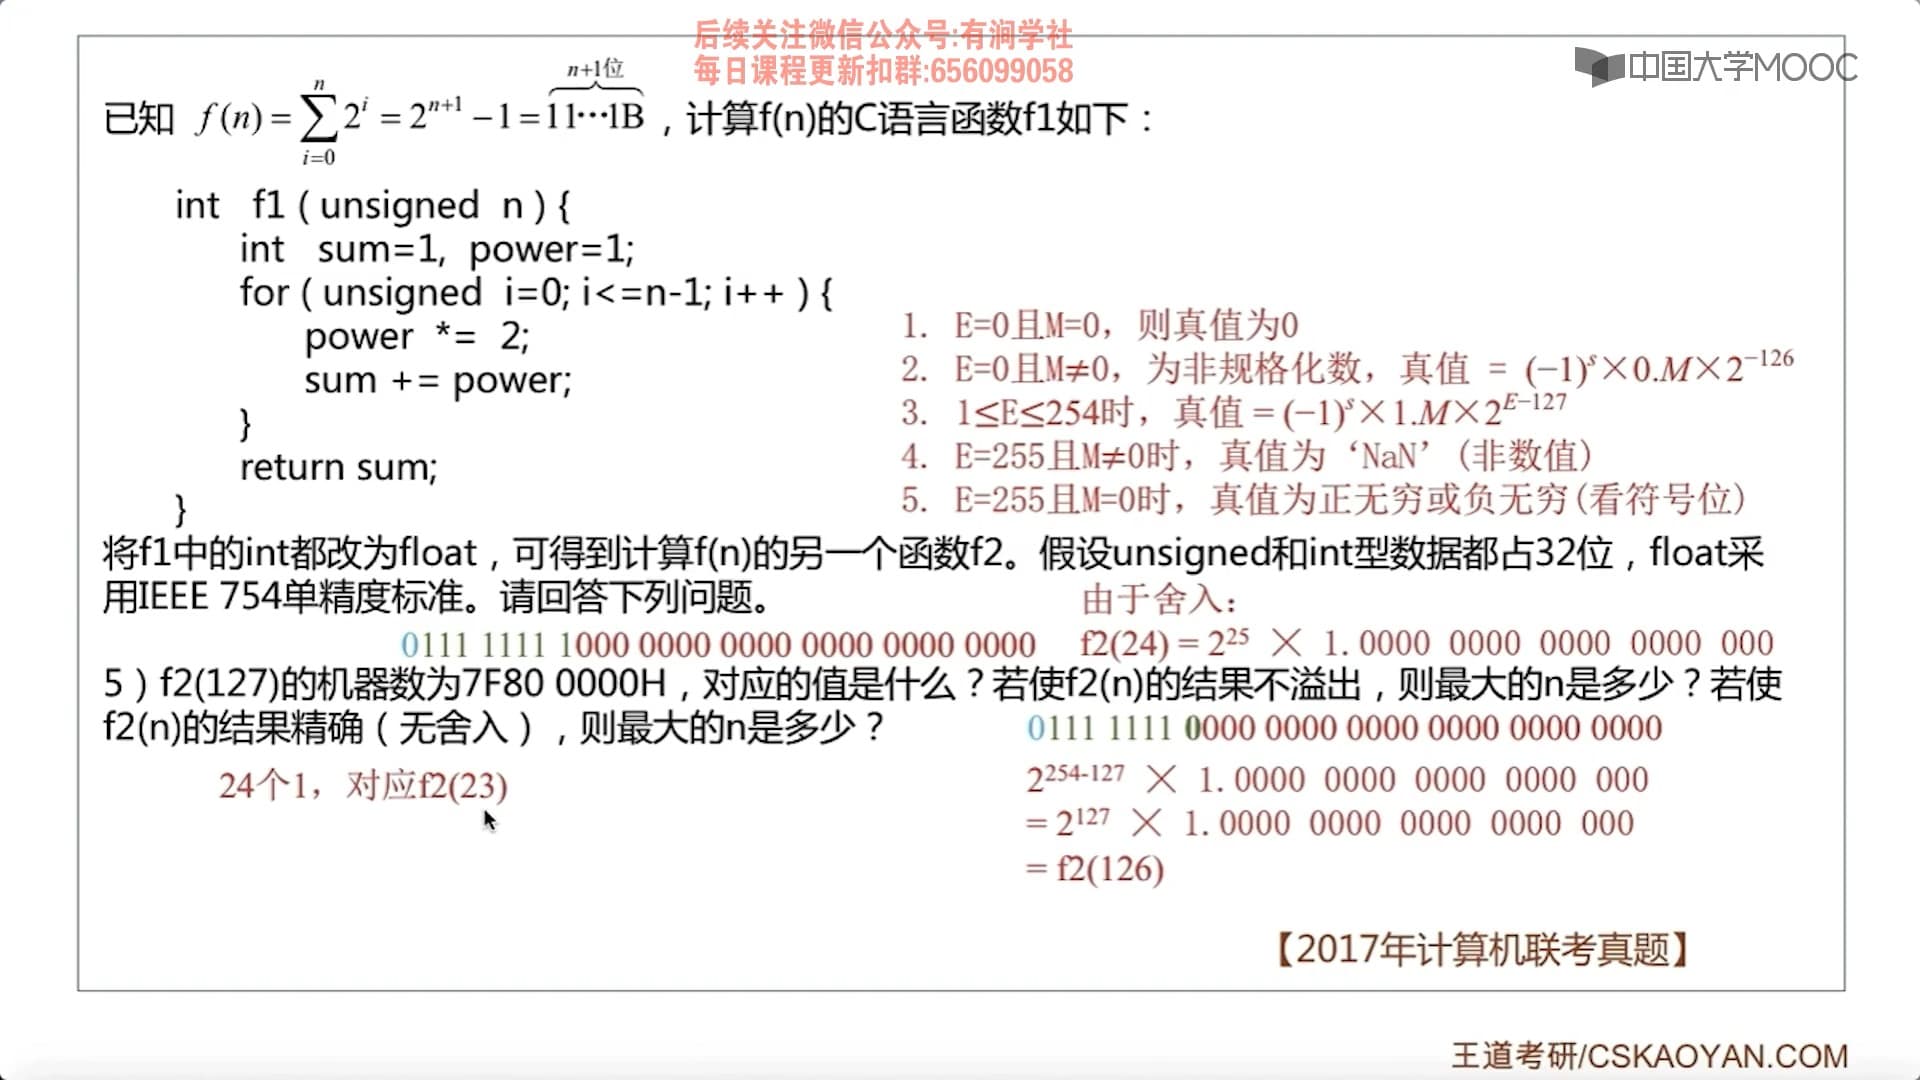 后续关注微信公众号:有涧学社
每日课程更新扣群:656099058
中国大学MOOC
已知 f(n) = ∑_{i=0}^{n} 2^i = 2^{n+1} − 1 = 11⋯1B (n+1位) ，计算f(n)的C语言函数f1如下：
int f1 ( unsigned n ) {
int sum=1, power=1;
for ( unsigned i=0; i<=n-1; i++ ) {
power *= 2;
sum += power;
}
return sum;
}
1. E=0且M=0，则真值为0
2. E=0且M≠0，为非规格化数，真值 = (−1)^s×0.M×2^{−126}
3. 1≤E≤254时，真值＝(−1)^s×1.M×2^{E−127}
4. E=255且M≠0时，真值为‘NaN’(非数值)
5. E=255且M=0时，真值为正无穷或负无穷(看符号位)
将f1中的int都改为float，可得到计算f(n)的另一个函数f2。假设unsigned和int型数据都占32位，float采
用IEEE 754单精度标准。请回答下列问题。
由于舍入：
0111 1111 1000 0000 0000 0000 0000 0000
f2(24) = 2^{25} × 1. 0000 0000 0000 0000 0000 000
5）f2(127)的机器数为7F80 0000H，对应的值是什么？若使f2(n)的结果不溢出，则最大的n是多少？若使
f2(n)的结果精确（无舍入），则最大的n是多少？
0111 1111 0000 0000 0000 0000 0000 0000
24个1，对应f2(23)
2^{254-127} × 1. 0000 0000 0000 0000 000
= 2^{127} × 1. 0000 0000 0000 0000 000
= f2(126)
【2017年计算机联考真题】
王道考研/CSKAOYAN.COM